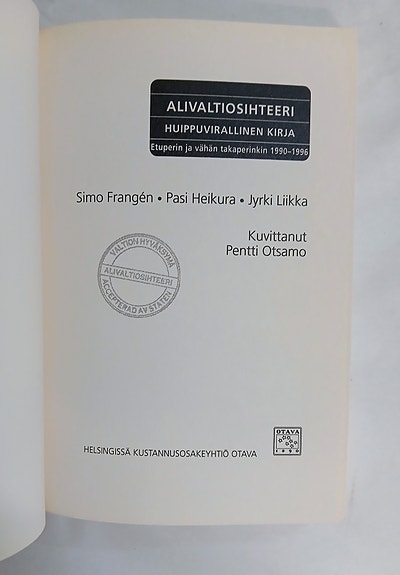 ALIVALTIOSIHTEERI
HUIPPUVIRALLINEN KIRJA
Etuperin ja vähän takaperinkin 1990–1996
Simo Frangén • Pasi Heikura • Jyrki Liikka
Kuvittanut
Pentti Otsamo
VALTION HYVÄKSYMÄ
ALIVALTIOSIHTEERI
ACCEPTERAD AV STATEN
HELSINGISSÄ KUSTANNUSOSAKEYHTIÖ OTAVA
OTAVA
1890